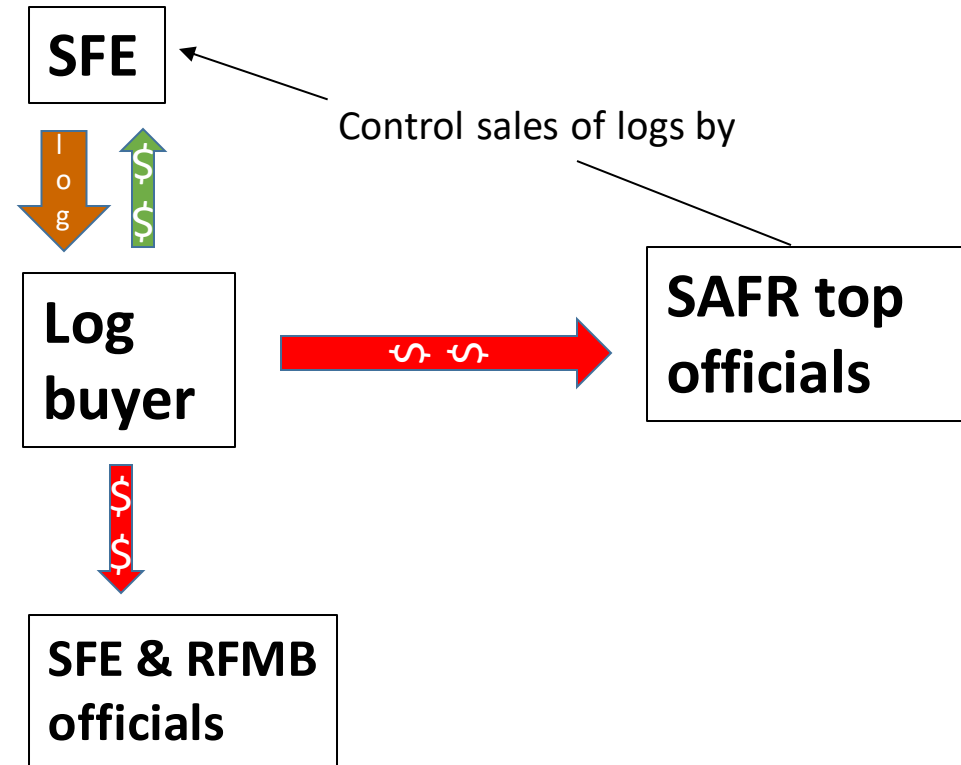 SFE
Control sales of logs by
l
o
g
$
$
Log
buyer
$ $
SAFR top
officials
$
$
SFE & RFMB
officials